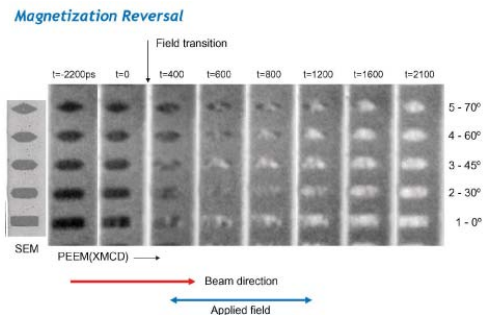 Magnetization Reversal
Field transition
t=-2200ps t=0 t=400 t=600 t=800 t=1200 t=1600 t=2100
5 - 70º
4 - 60º
3 - 45º
2 - 30º
1 - 0º
SEM
PEEM(XMCD)
Beam direction
Applied field